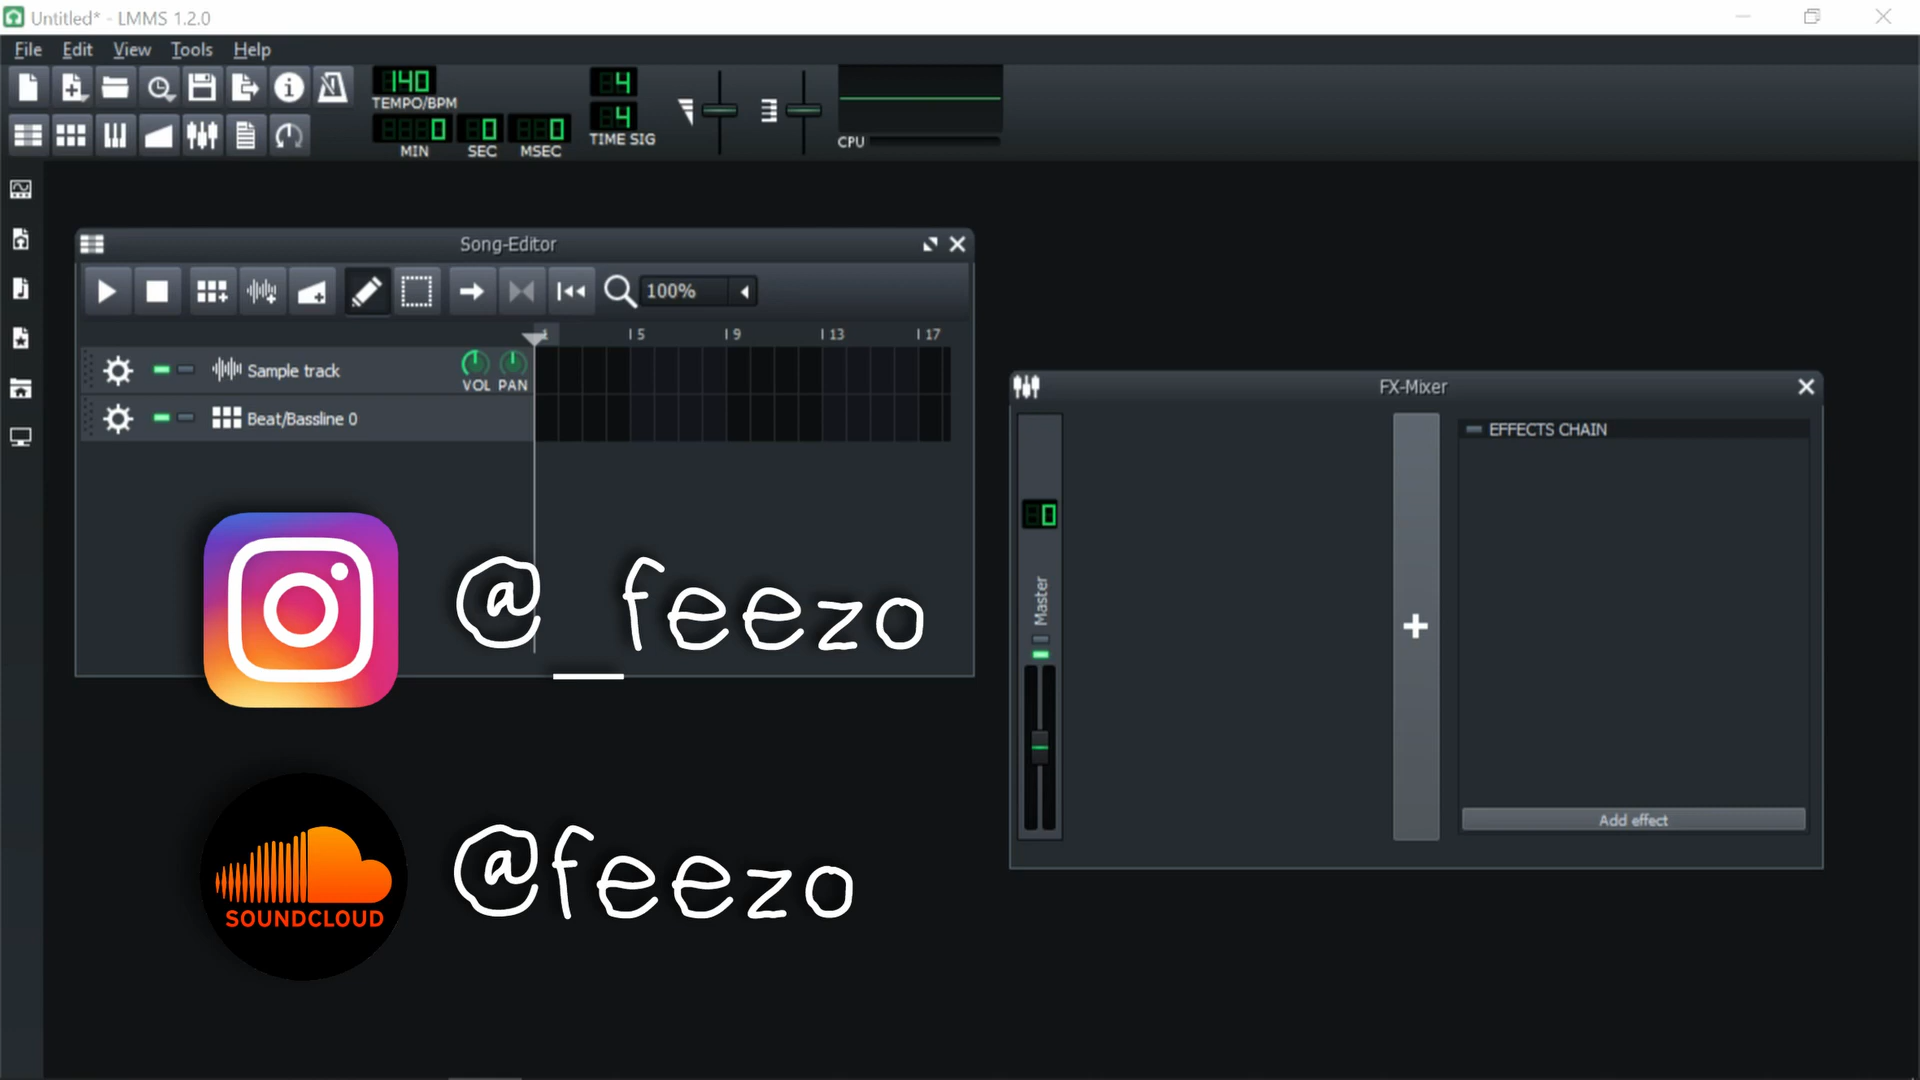 Untitled* - LMMS 1.2.0
File Edit View Tools Help
140
TEMPO/BPM
0 0 0
MIN SEC MSEC
4
4
TIME SIG
CPU
Song-Editor
100%
1 5 9 13 17
Sample track VOL PAN
Beat/Bassline 0
FX-Mixer
EFFECTS CHAIN
0
Master
Add effect
@_feezo
SOUNDCLOUD
@feezo